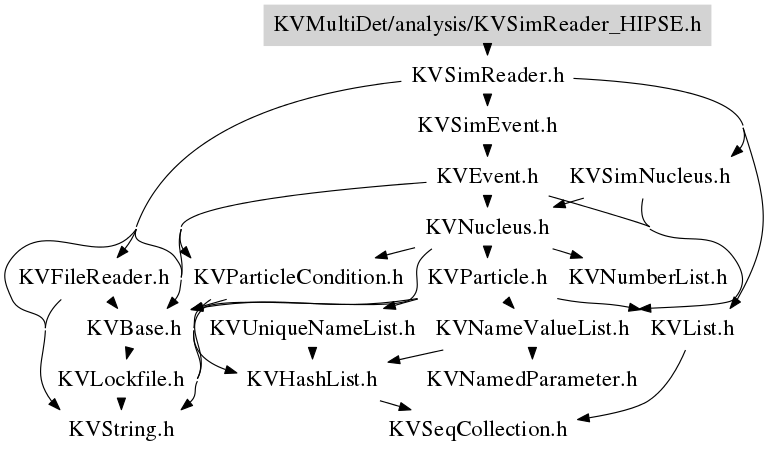 KVMultiDet/analysis/KVSimReader_HIPSE.h
KVSimReader.h
KVSimEvent.h
KVEvent.h
KVSimNucleus.h
KVNucleus.h
KVFileReader.h
KVParticleCondition.h
KVParticle.h
KVNumberList.h
KVBase.h
KVUniqueNameList.h
KVNameValueList.h
KVList.h
KVLockfile.h
KVHashList.h
KVNamedParameter.h
KVString.h
KVSeqCollection.h